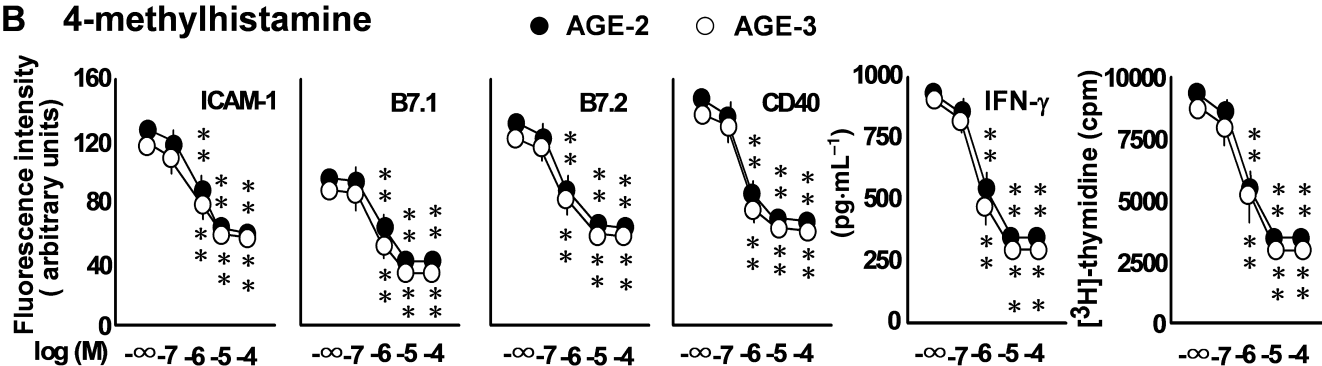 B 4-methylhistamine
AGE-2 AGE-3
Fluorescence intensity
( arbitrary units)
160
120
80
40
0
ICAM-1
B7.1
B7.2
CD40
(pg·mL⁻¹)
1000
750
500
250
0
IFN-γ
[³H]-thymidine (cpm)
10000
7500
5000
2500
0
* * * * * * * * * * * *
* * * * * * * * * * * *
* * * * * * * * * * * *
* * * * * * * * * * * *
* * * * * * * * * * * *
* * * * * * * * * * * *
log (M) -∞ -7 -6 -5 -4 -∞ -7 -6 -5 -4 -∞ -7 -6 -5 -4 -∞ -7 -6 -5 -4 -∞ -7 -6 -5 -4 -∞ -7 -6 -5 -4